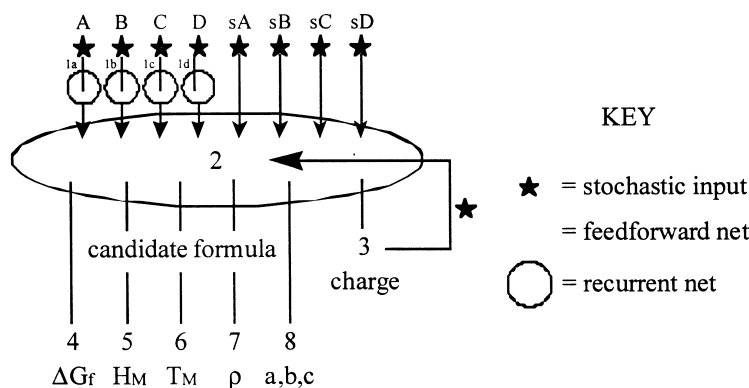 A B C D sA sB sC sD
1a 1b 1c 1d
KEY
2
= stochastic input
= feedforward net
candidate formula
3
charge
= recurrent net
4 5 6 7 8
ΔGf HM TM ρ a,b,c